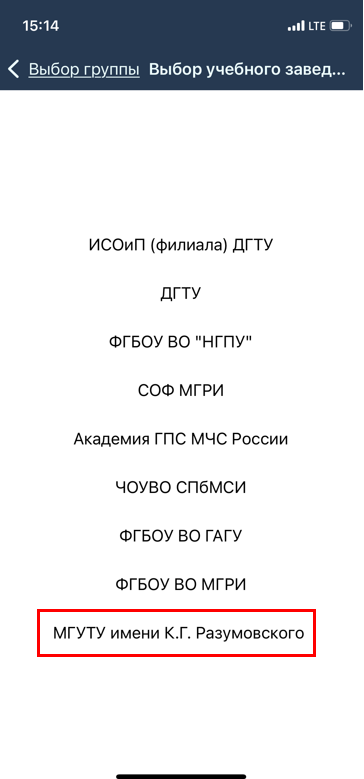 15:14 LTE
Выбор группы Выбор учебного завед...
ИСОиП (филиала) ДГТУ
ДГТУ
ФГБОУ ВО "НГПУ"
СОФ МГРИ
Академия ГПС МЧС России
ЧОУВО СПбМСИ
ФГБОУ ВО ГАГУ
ФГБОУ ВО МГРИ
МГУТУ имени К.Г. Разумовского